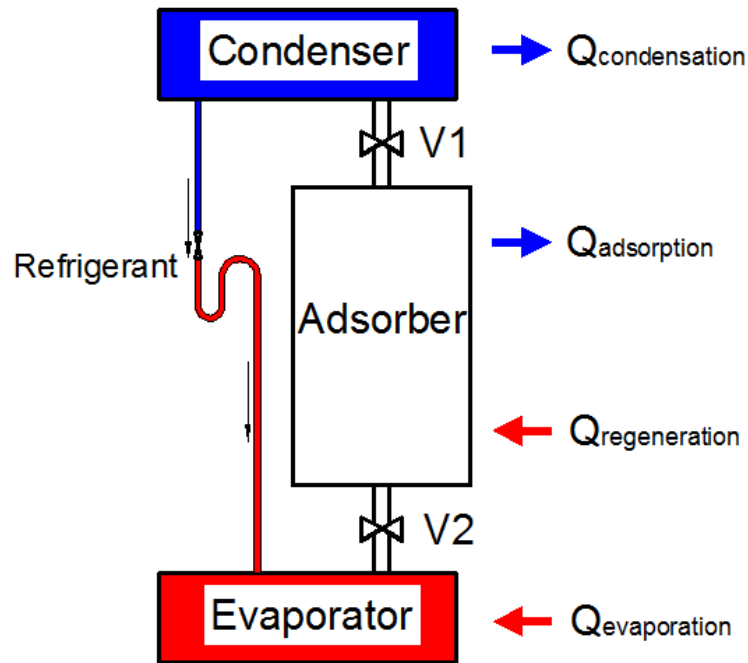 Condenser
Qcondensation
V1
Qadsorption
Refrigerant
Adsorber
Qregeneration
V2
Evaporator
Qevaporation